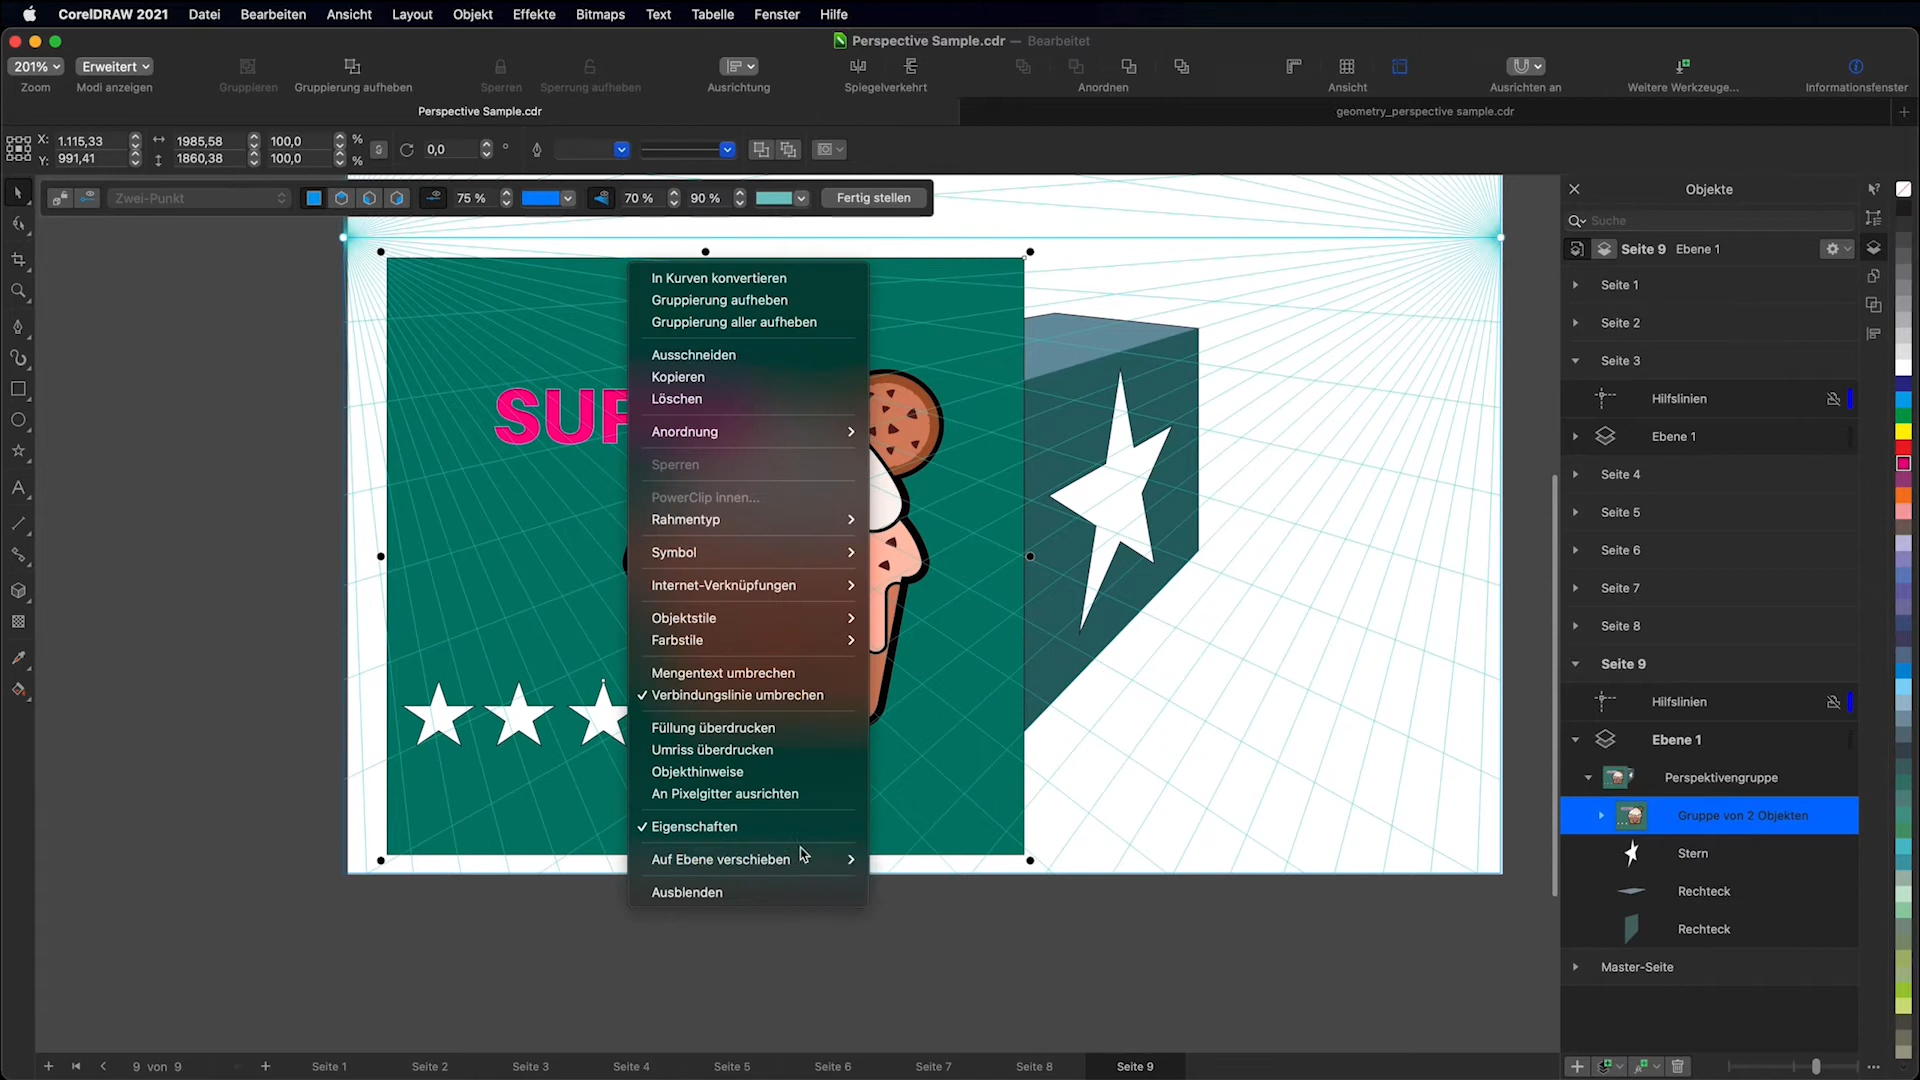 CorelDRAW 2021 Datei Bearbeiten Ansicht Layout Objekt Effekte Bitmaps Text Tabelle Fenster Hilfe
Perspective Sample.cdr — Bearbeitet
201% Erweitert
Zoom Modi anzeigen Gruppieren Gruppierung aufheben Sperren Sperrung aufheben Ausrichtung Spiegelverkehrt Anordnen Ansicht Ausrichten an Weitere Werkzeuge... Informationsfenster
Perspective Sample.cdr geometry_perspective sample.cdr
X: 1.115,33 1985,58 100,0 %
Y: 991,41 1860,38 100,0 %
0,0 °
Zwei-Punkt 75 % 70 % 90 % Fertig stellen
Objekte
Suche
Seite 9 Ebene 1
Seite 1
Seite 2
Seite 3
Hilfslinien
Ebene 1
Seite 4
Seite 5
Seite 6
Seite 7
Seite 8
Seite 9
Hilfslinien
Ebene 1
Perspektivengruppe
Gruppe von 2 Objekten
Stern
Rechteck
Rechteck
Master-Seite
SUP
In Kurven konvertieren
Gruppierung aufheben
Gruppierung aller aufheben
Ausschneiden
Kopieren
Löschen
Anordnung
Sperren
PowerClip innen...
Rahmentyp
Symbol
Internet-Verknüpfungen
Objektstile
Farbstile
Mengentext umbrechen
Verbindungslinie umbrechen
Füllung überdrucken
Umriss überdrucken
Objekthinweise
An Pixelgitter ausrichten
Eigenschaften
Auf Ebene verschieben
Ausblenden
9 von 9 Seite 1 Seite 2 Seite 3 Seite 4 Seite 5 Seite 6 Seite 7 Seite 8 Seite 9